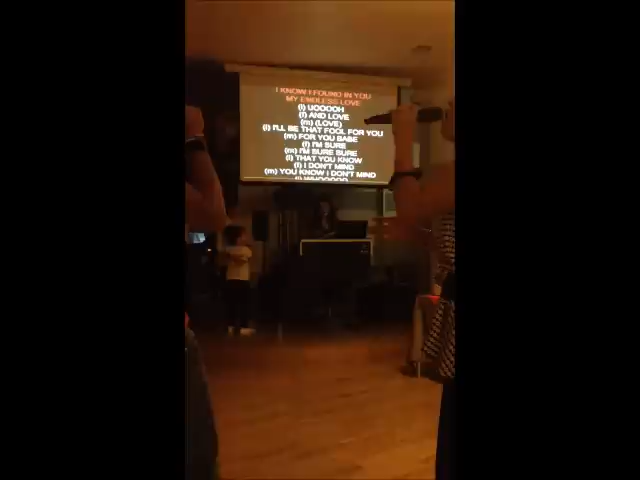 I KNOW I FOUND IN YOU
MY ENDLESS LOVE
(f) UOOOOH
(f) AND LOVE
(m) (LOVE)
(f) I'LL BE THAT FOOL FOR YOU
(m) FOR YOU BABE
(f) I'M SURE
(m) I'M SURE SURE
(f) THAT YOU KNOW
(f) I DON'T MIND
(m) YOU KNOW I DON'T MIND